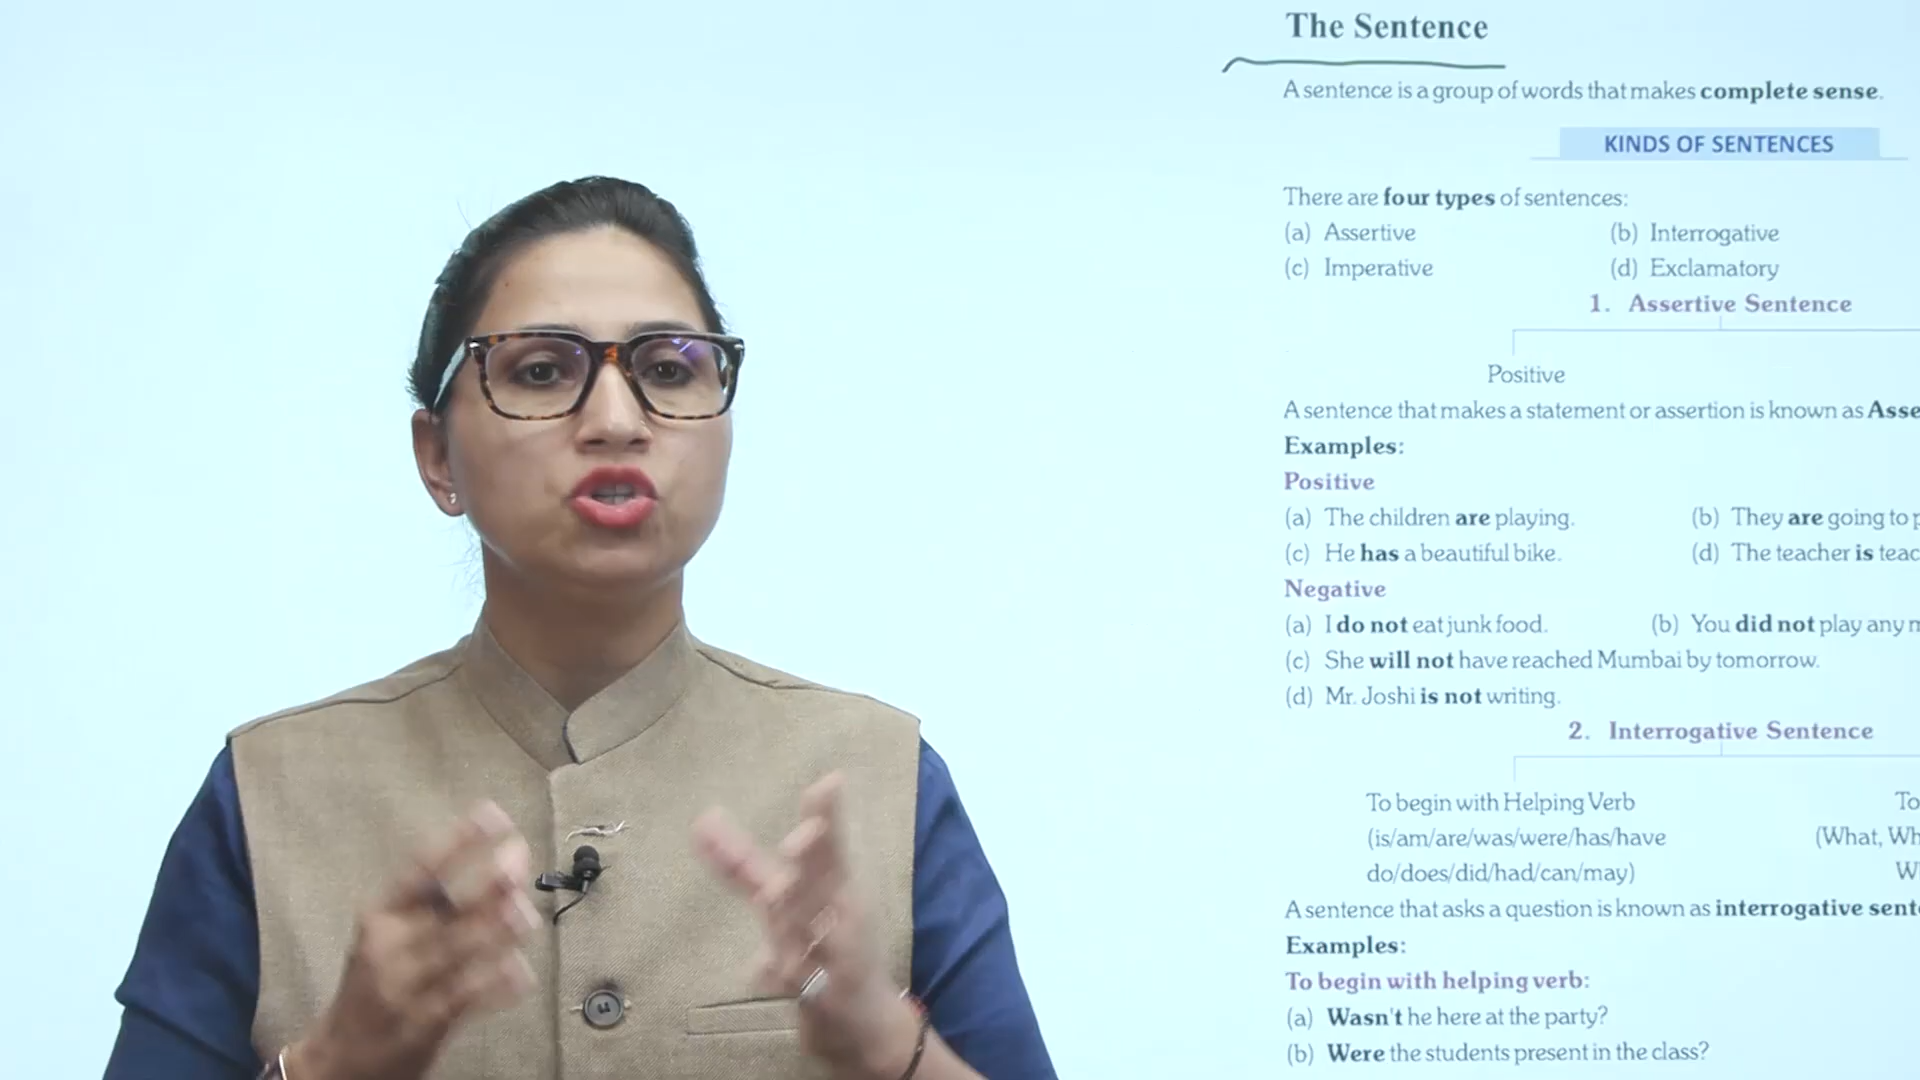 The Sentence
A sentence is a group of words that makes complete sense.
KINDS OF SENTENCES
There are four types of sentences:
(a) Assertive (b) Interrogative
(c) Imperative (d) Exclamatory
1. Assertive Sentence
Positive
A sentence that makes a statement or assertion is known as Asse
Examples:
Positive
(a) The children are playing. (b) They are going to p
(c) He has a beautiful bike. (d) The teacher is teac
Negative
(a) I do not eat junk food. (b) You did not play any m
(c) She will not have reached Mumbai by tomorrow.
(d) Mr. Joshi is not writing.
2. Interrogative Sentence
To begin with Helping Verb To
(is/am/are/was/were/has/have (What, Wh
do/does/did/had/can/may) W
A sentence that asks a question is known as interrogative sent
Examples:
To begin with helping verb:
(a) Wasn't he here at the party?
(b) Were the students present in the class?